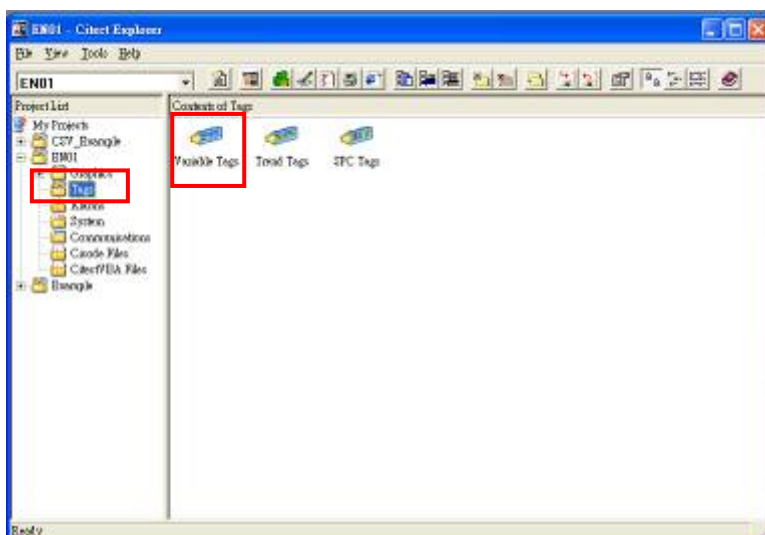 EN01 - Citect Explorer
File View Tools Help
EN01
Project List
Contents of Tags
My Projects
CSV_Example
EN01
Graphics
Tags
Alarms
System
Communications
Cicode Files
CitectVBA Files
Example
Variable Tags
Trend Tags
SPC Tags
Ready